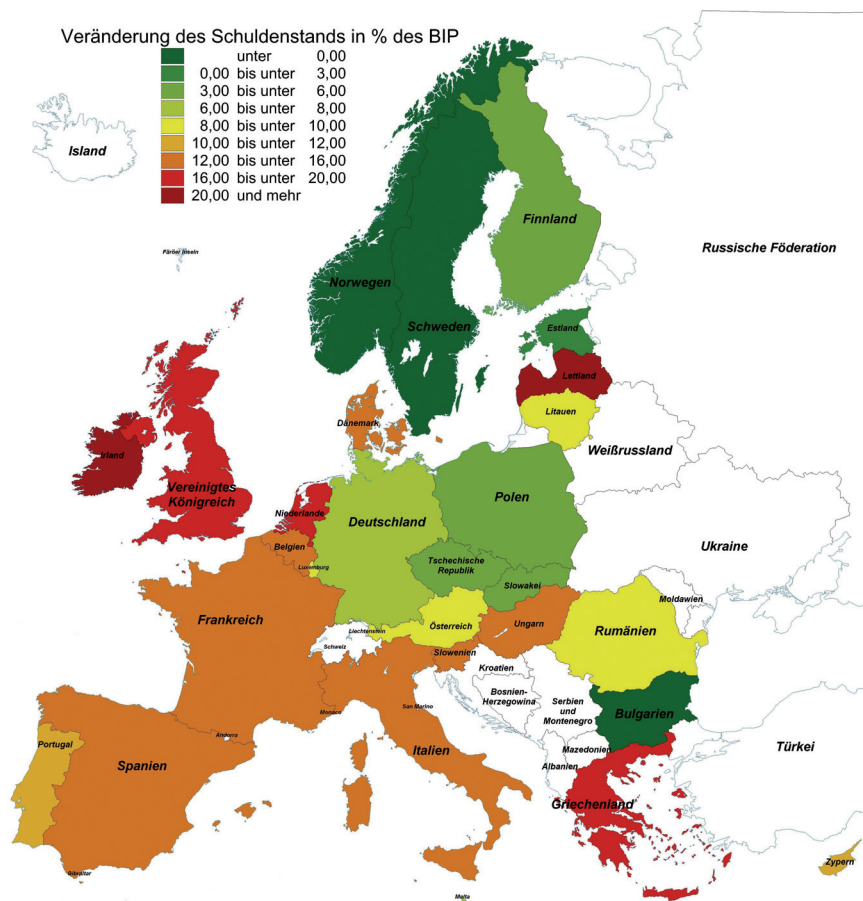 Veränderung des Schuldenstands in % des BIP
unter 0,00
0,00 bis unter 3,00
3,00 bis unter 6,00
6,00 bis unter 8,00
8,00 bis unter 10,00
10,00 bis unter 12,00
12,00 bis unter 16,00
16,00 bis unter 20,00
20,00 und mehr
Island
Finnland
Russische Föderation
Färöer Inseln
Norwegen
Schweden
Estland
Lettland
Litauen
Dänemark
Weißrussland
Irland
Vereinigtes
Königreich
Niederlande
Polen
Deutschland
Ukraine
Belgien
Tschechische
Republik
Luxemburg
Slowakei
Moldawien
Frankreich
Österreich
Ungarn
Rumänien
Liechtenstein
Schweiz
Slowenien
Kroatien
Bosnien-
Herzegowina
Serbien
und
Montenegro
Monaco
San Marino
Bulgarien
Andorra
Portugal
Italien
Mazedonien
Türkei
Spanien
Albanien
Griechenland
Zypern
Gibraltar
Malta